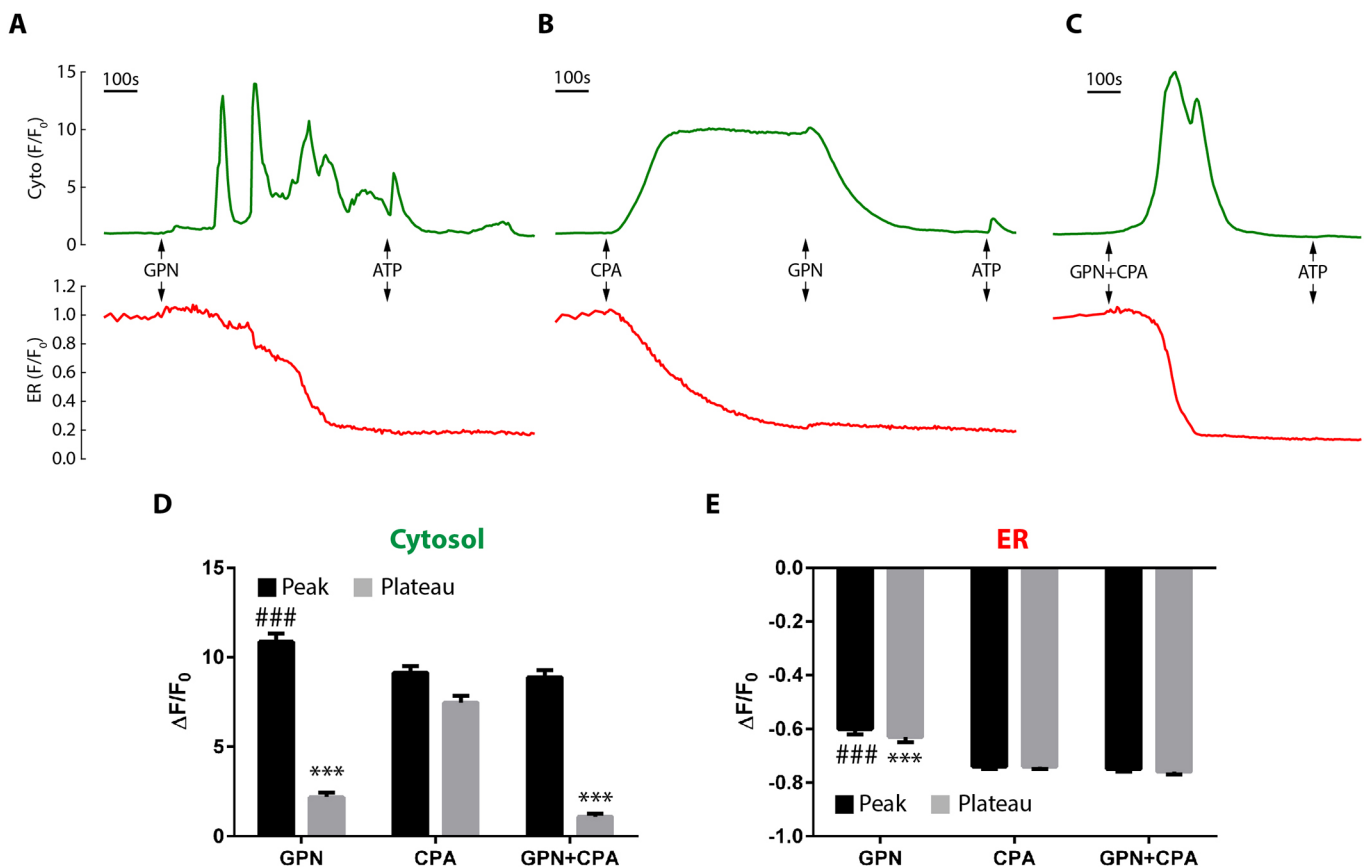 A
B
C
100s
100s
100s
15
10
5
0
Cyto (F/F0)
GPN
ATP
CPA
GPN
ATP
GPN+CPA
ATP
1.2
1.0
0.8
0.6
0.4
0.2
0.0
ER (F/F0)
D
Cytosol
15
10
5
0
ΔF/F0
Peak
Plateau
###
***
***
GPN
CPA
GPN+CPA
E
ER
0.0
-0.2
-0.4
-0.6
-0.8
-1.0
ΔF/F0
###
***
Peak
Plateau
GPN
CPA
GPN+CPA